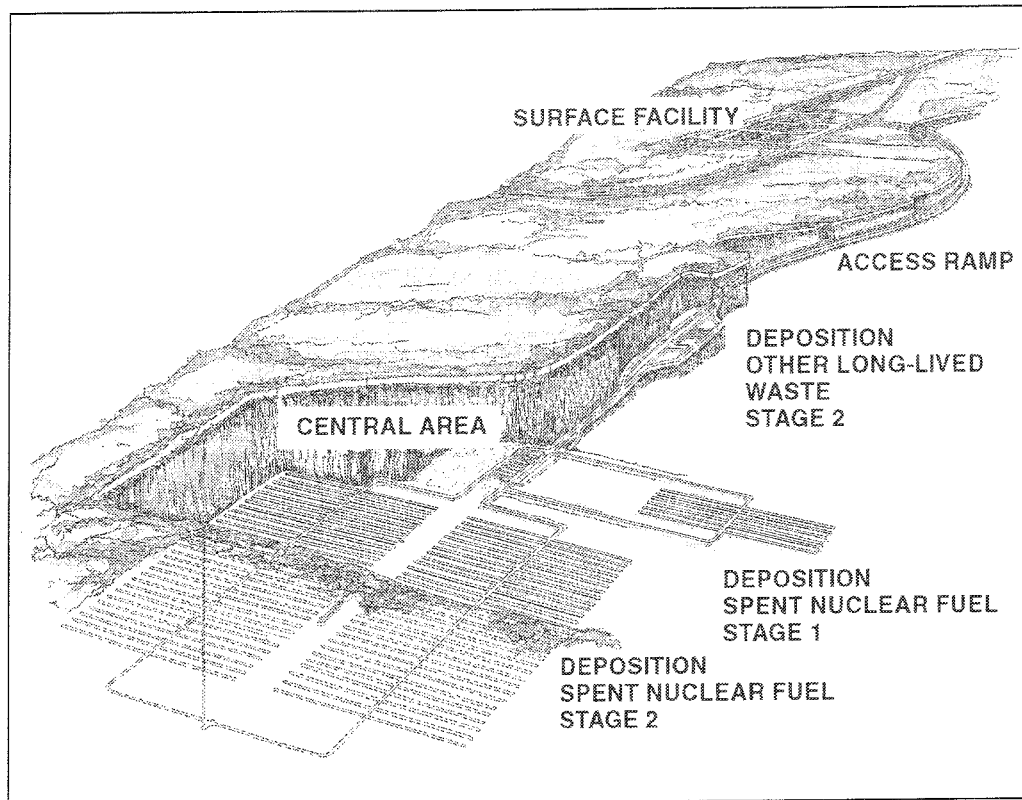 SURFACE FACILITY
ACCESS RAMP
DEPOSITION
OTHER LONG-LIVED
WASTE
STAGE 2
CENTRAL AREA
DEPOSITION
SPENT NUCLEAR FUEL
STAGE 1
DEPOSITION
SPENT NUCLEAR FUEL
STAGE 2